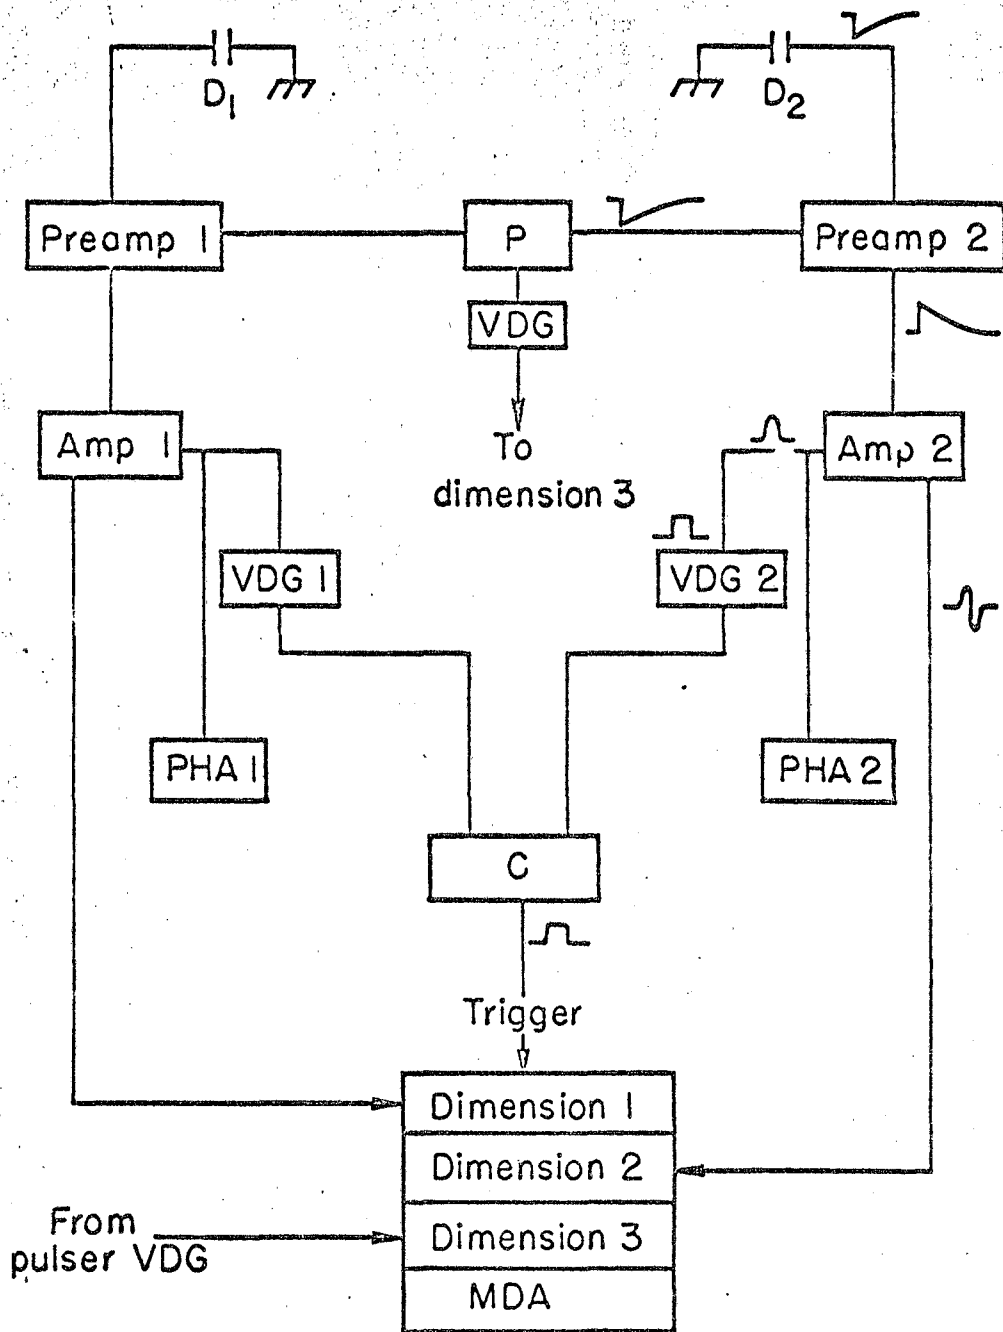 D1
D2
Preamp 1
P
Preamp 2
VDG
Amp 1
To
dimension 3
Amp 2
VDG 1
VDG 2
PHA 1
PHA 2
C
Trigger
Dimension 1
Dimension 2
From
pulser VDG
Dimension 3
MDA